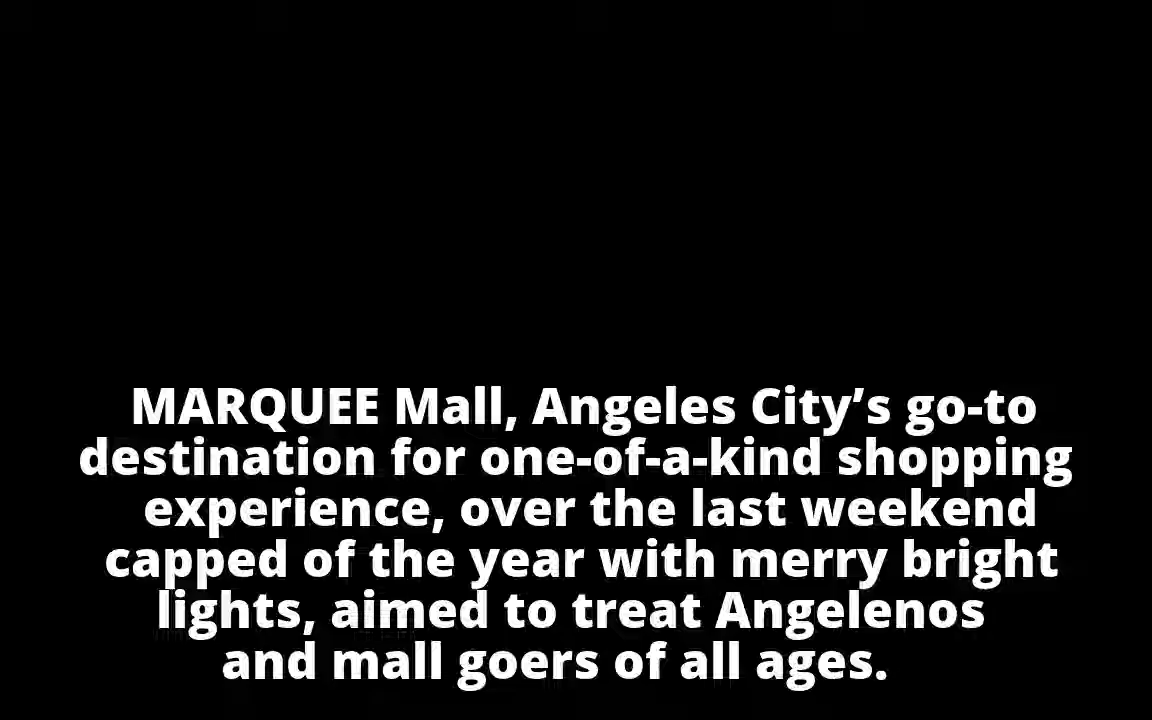 MARQUEE Mall, Angeles City’s go-to
destination for one-of-a-kind shopping
experience, over the last weekend
capped of the year with merry bright
lights, aimed to treat Angelenos
and mall goers of all ages.